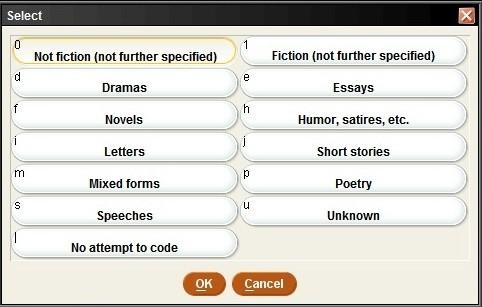 Select
0 Not fiction (not further specified)
1 Fiction (not further specified)
d Dramas
e Essays
f Novels
h Humor, satires, etc.
i Letters
j Short stories
m Mixed forms
p Poetry
s Speeches
u Unknown
| No attempt to code
OK
Cancel